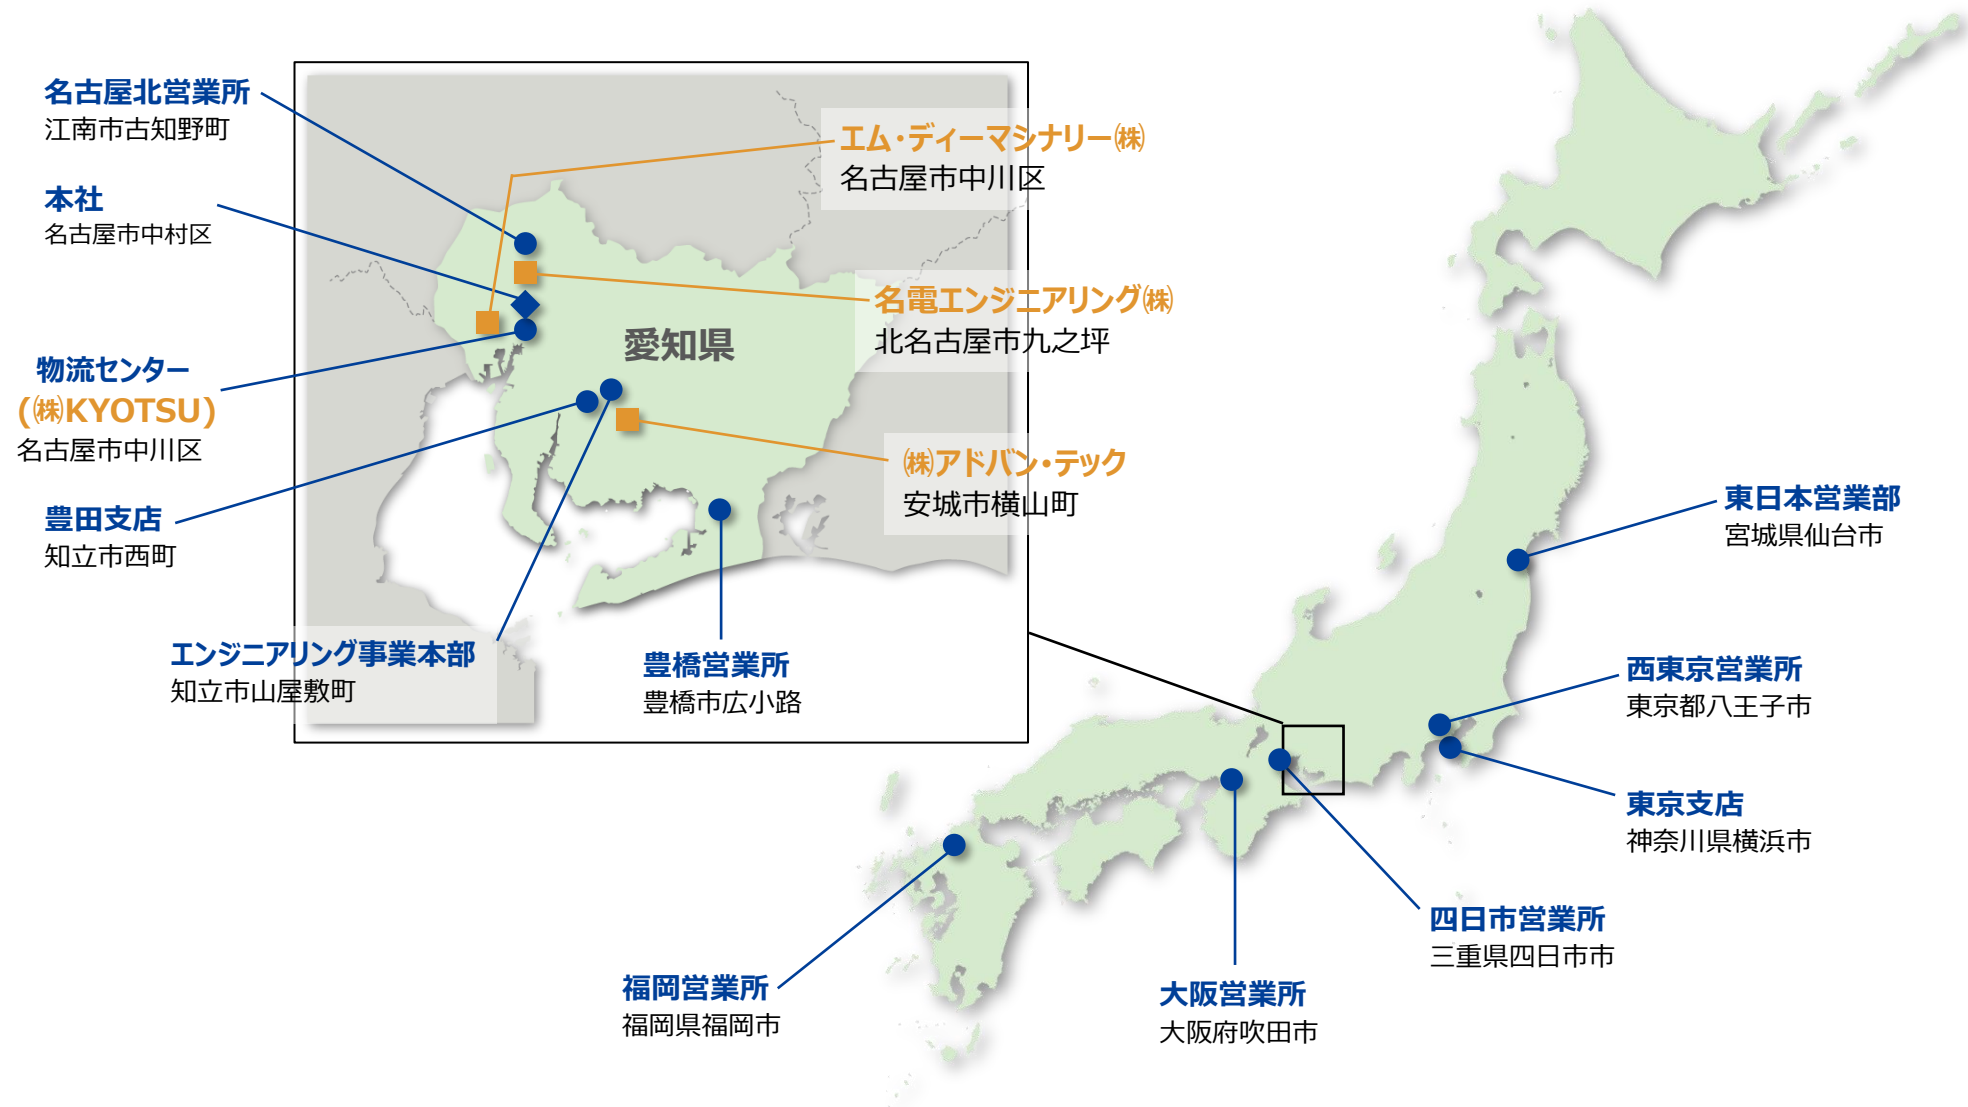 名古屋北営業所
江南市古知野町
本社
名古屋市中村区
物流センター
(㈱KYOTSU)
名古屋市中川区
豊田支店
知立市西町
エンジニアリング事業本部
知立市山屋敷町
豊橋営業所
豊橋市広小路
愛知県
エム・ディーマシナリー㈱
名古屋市中川区
名電エンジニアリング㈱
北名古屋市九之坪
㈱アドバン・テック
安城市横山町
東日本営業部
宮城県仙台市
西東京営業所
東京都八王子市
東京支店
神奈川県横浜市
四日市営業所
三重県四日市市
大阪営業所
大阪府吹田市
福岡営業所
福岡県福岡市